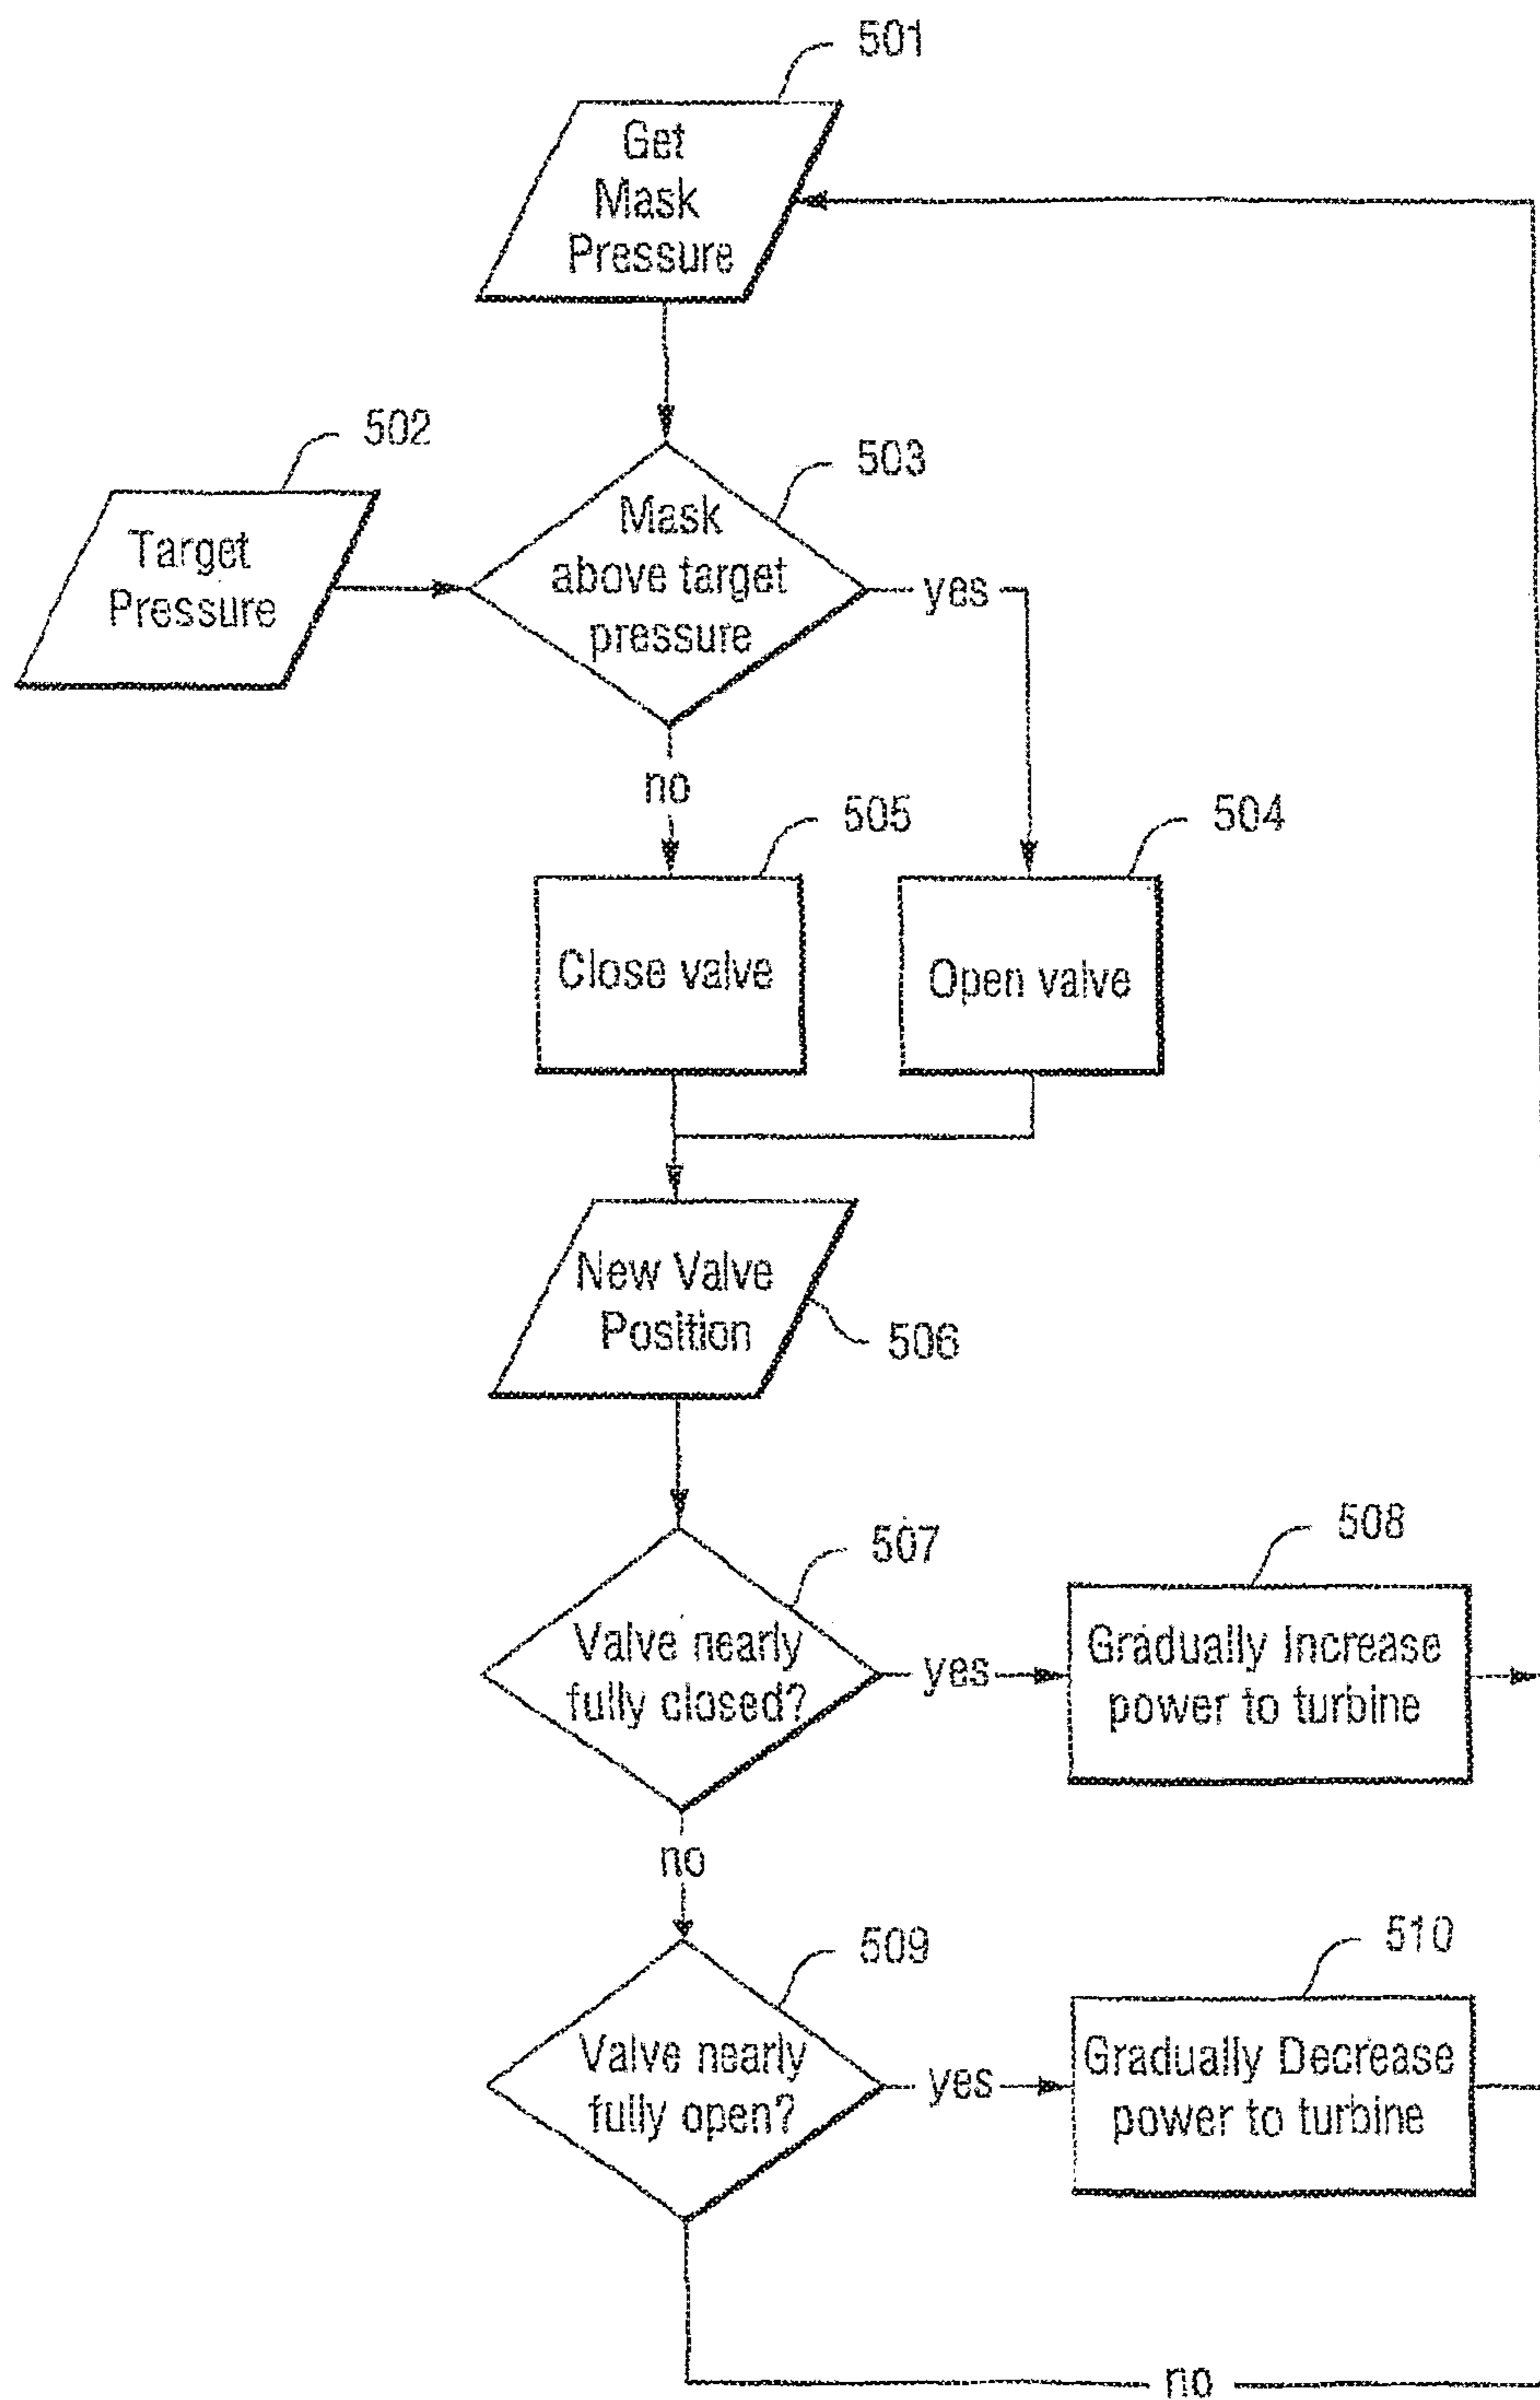 501
Get
Mask
Pressure
502
Target
Pressure
503
Mask
above target
pressure
yes
no
505
Close valve
504
Open valve
New Valve
Position
506
507
Valve nearly
fully closed?
yes
508
Gradually Increase
power to turbine
no
509
Valve nearly
fully open?
yes
510
Gradually Decrease
power to turbine
no